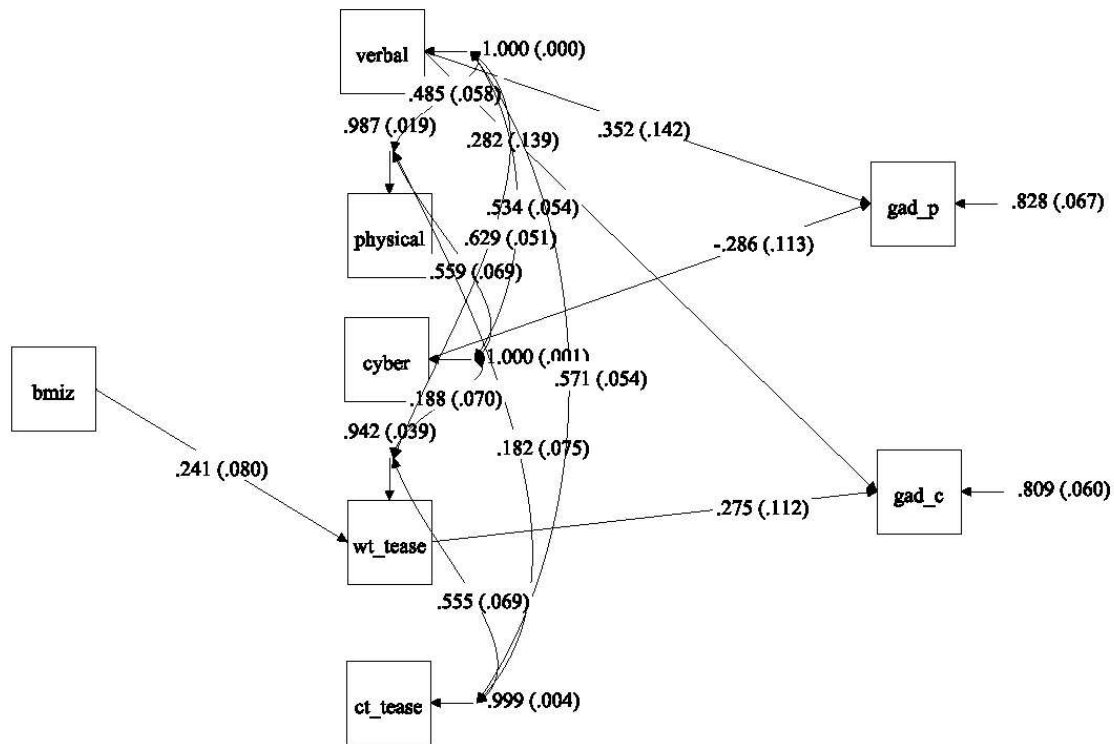 verbal
1.000 (.000)
.485 (.058)
.987 (.019)
.282 (.139)
.352 (.142)
gad_p
.828 (.067)
physical
.534 (.054)
.629 (.051)
-.286 (.113)
.559 (.069)
cyber
1.000 (.001)
.571 (.054)
bmiz
.188 (.070)
.942 (.039)
.182 (.075)
.241 (.080)
gad_c
.809 (.060)
.275 (.112)
wt_tease
.555 (.069)
ct_tease
.999 (.004)